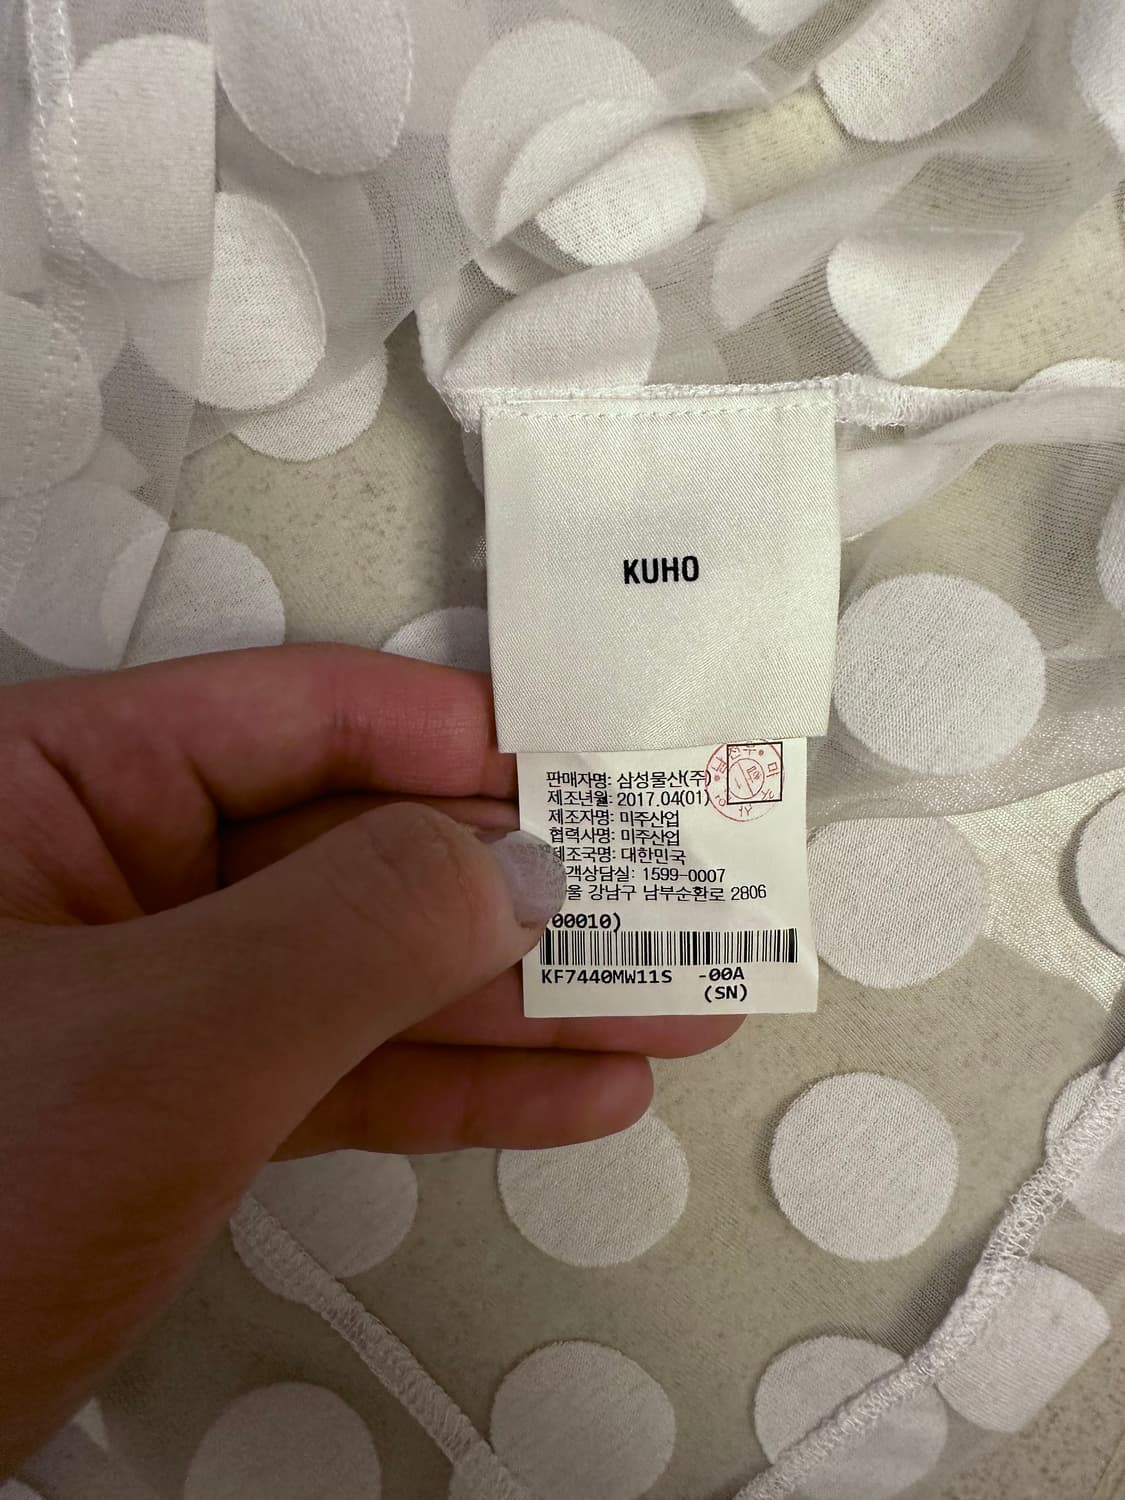 KUHO
판매자명: 삼성물산(주)
제조년월: 2017.04(01)
제조자명: 미주산업
협력사명: 미주산업
제조국명: 대한민국
객상담실: 1599-0007
울 강남구 남부순환로 2806
00010)
KF7440MW11S -00A
(SN)